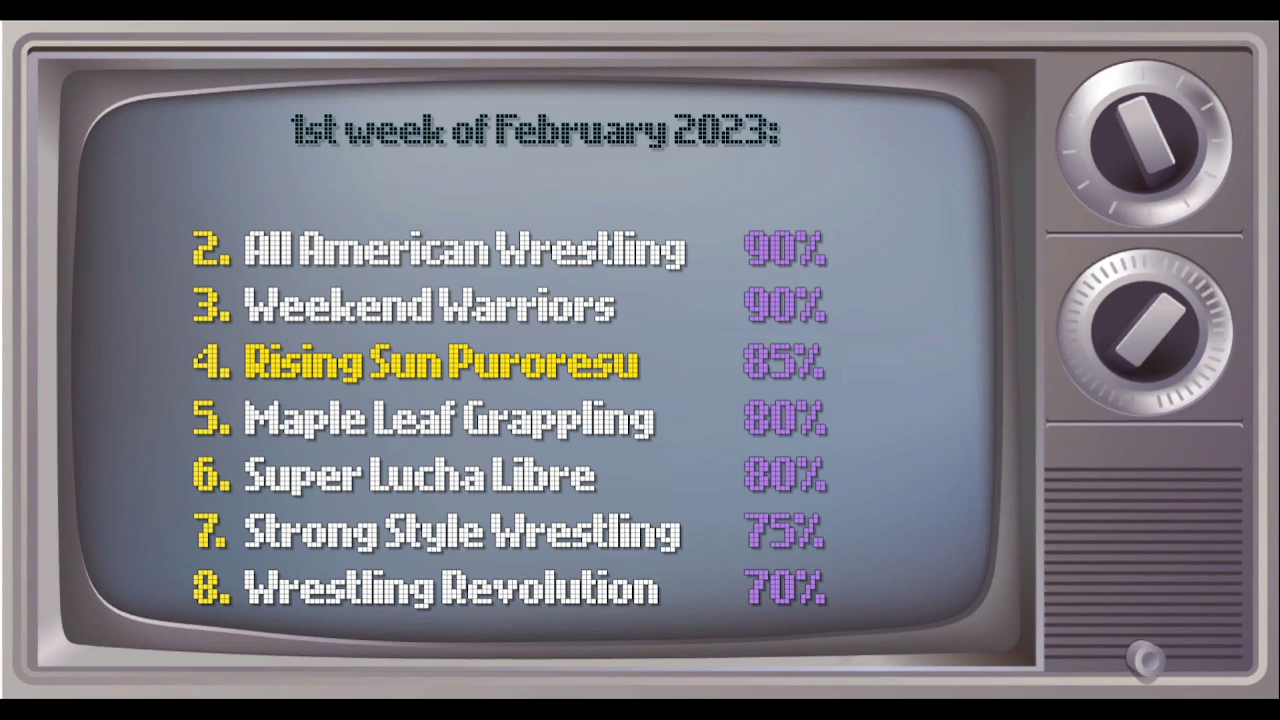 1st week of February 2023:
2. All American Wrestling 90%
3. Weekend Warriors 90%
4. Rising Sun Puroresu 85%
5. Maple Leaf Grappling 80%
6. Super Lucha Libre 80%
7. Strong Style Wrestling 75%
8. Wrestling Revolution 70%